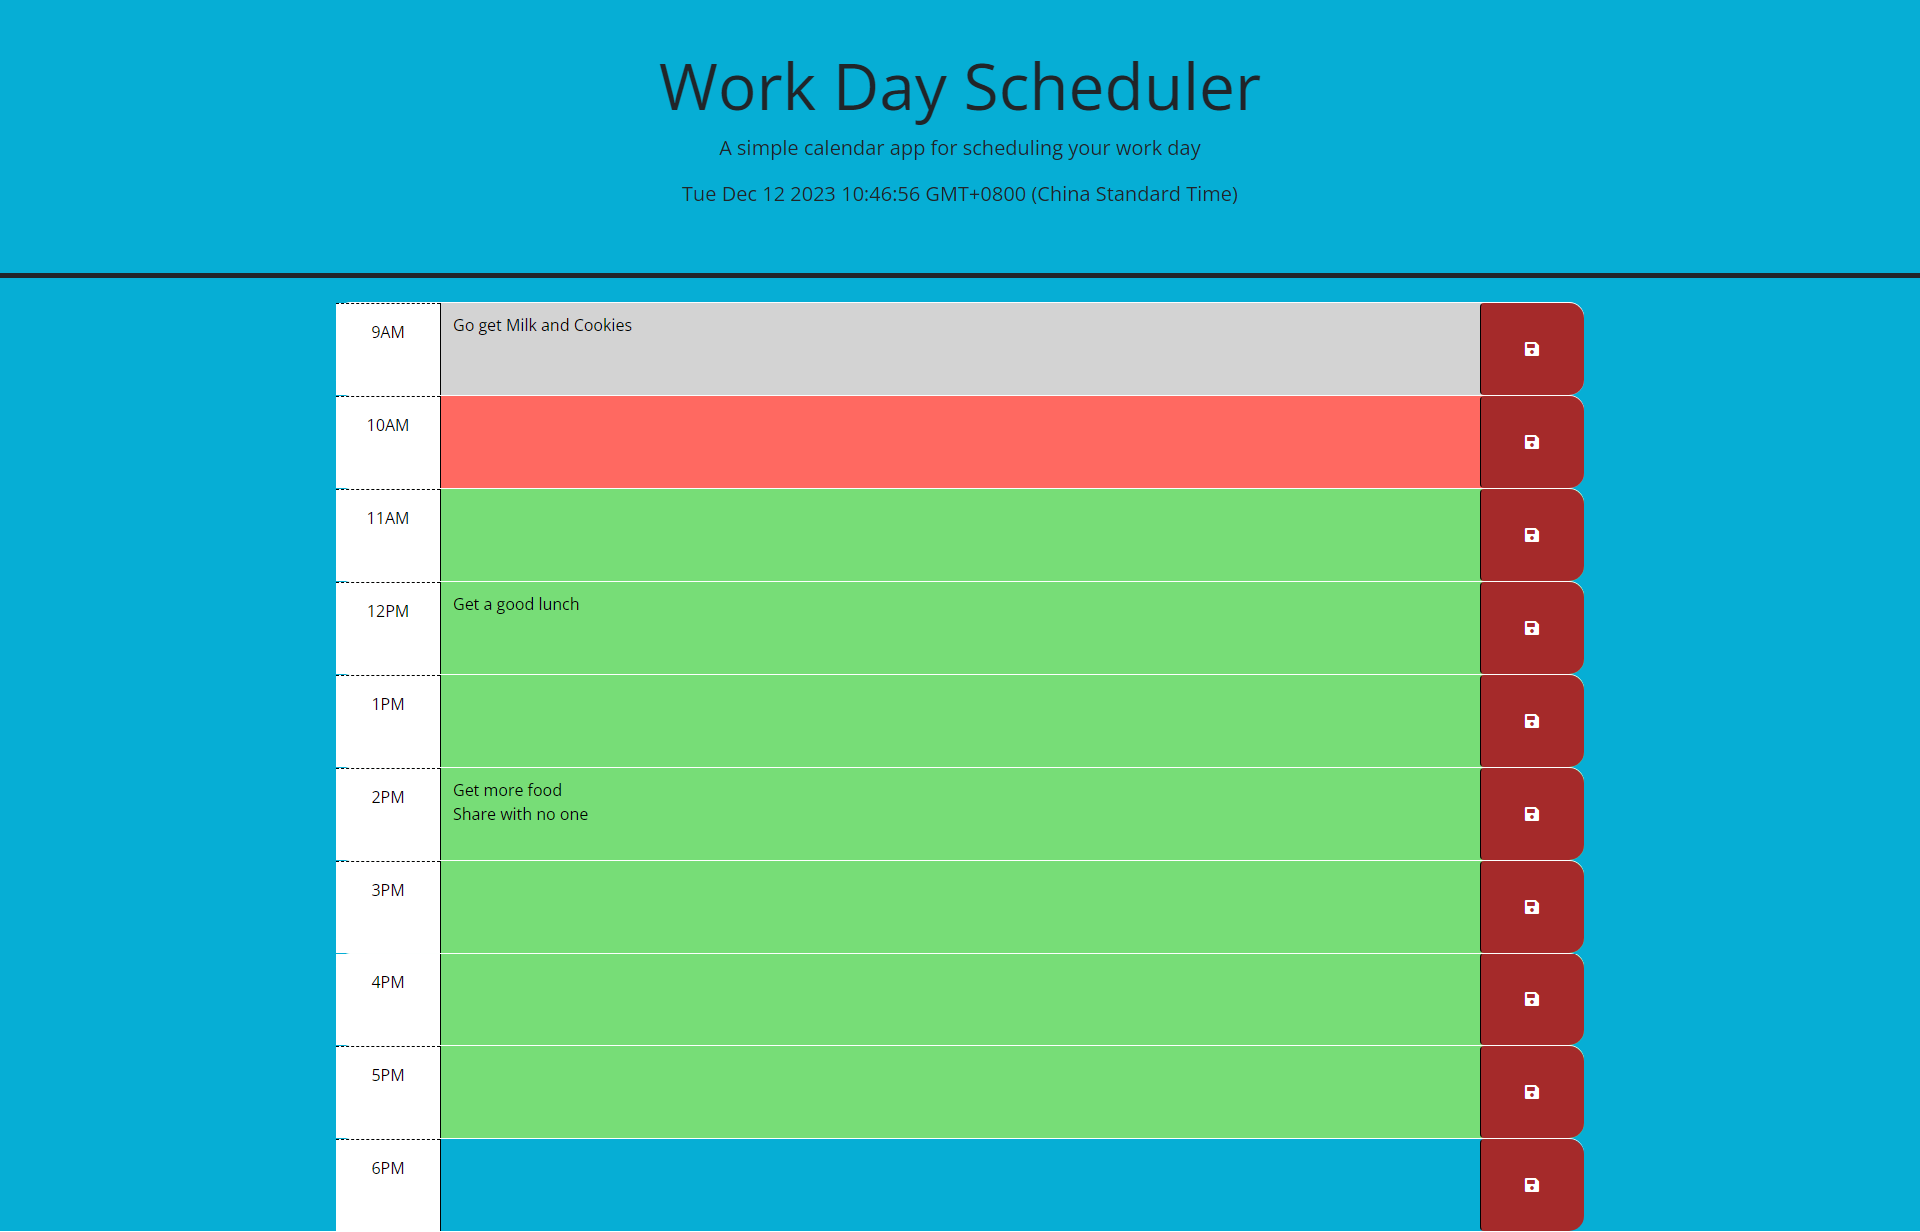 Work Day Scheduler
A simple calendar app for scheduling your work day
Tue Dec 12 2023 10:46:56 GMT+0800 (China Standard Time)
9AM
Go get Milk and Cookies
10AM
11AM
12PM
Get a good lunch
1PM
2PM
Get more food
Share with no one
3PM
4PM
5PM
6PM